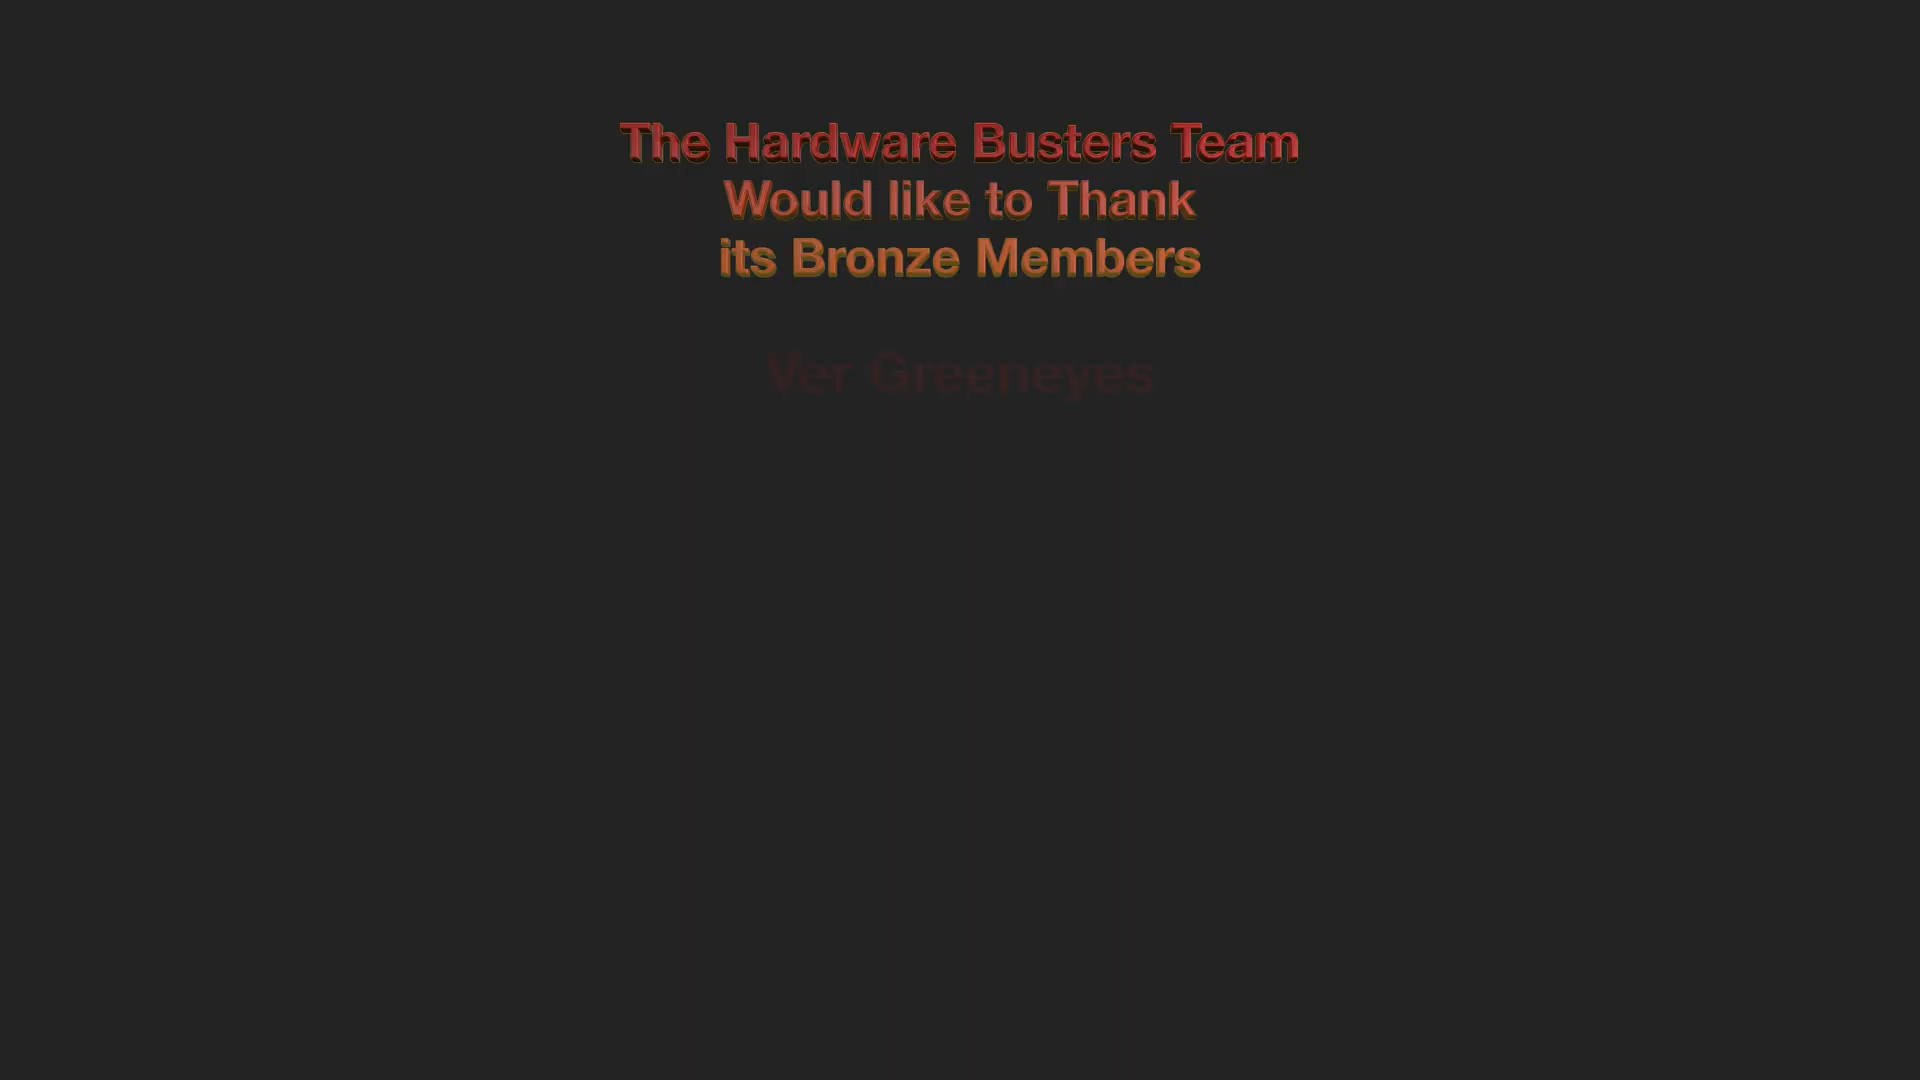 The Hardware Busters Team
Would like to Thank
its Bronze Members
Ver Greeneyes